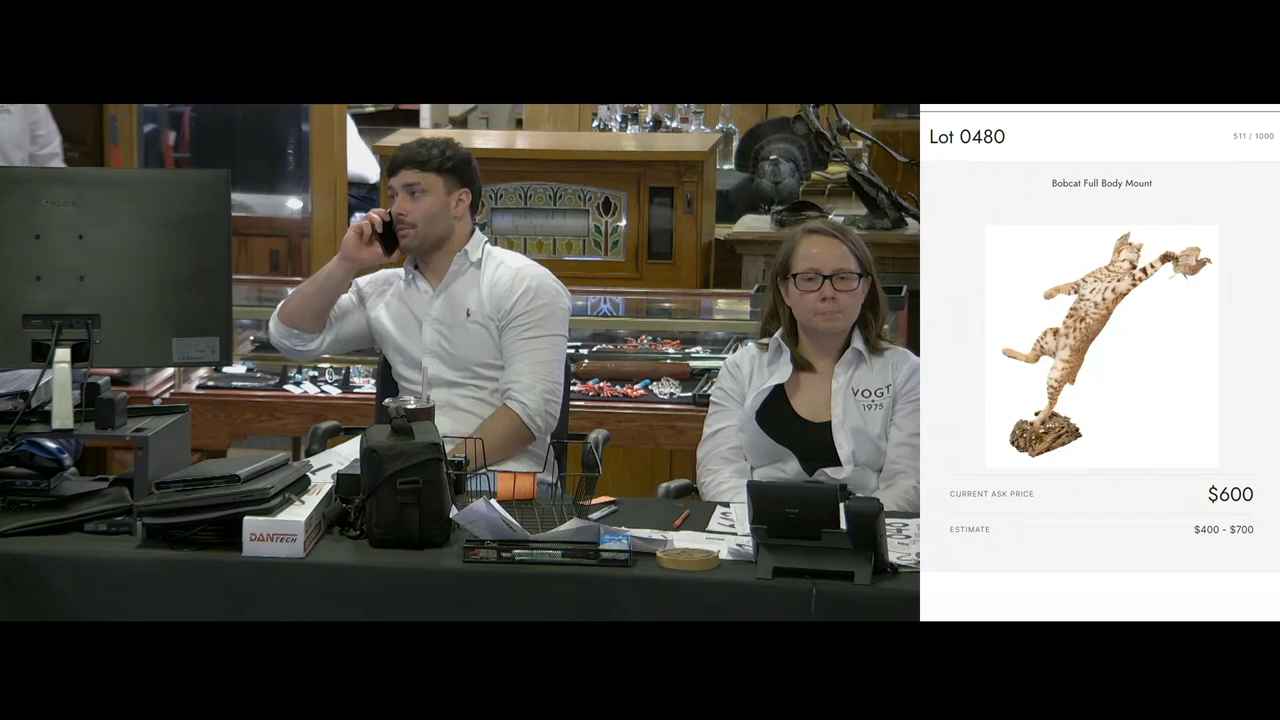 Lot 0480
511 / 1000
Bobcat Full Body Mount
CURRENT ASK PRICE
$600
ESTIMATE
$400 - $700
VOGT
1975
DANTECH